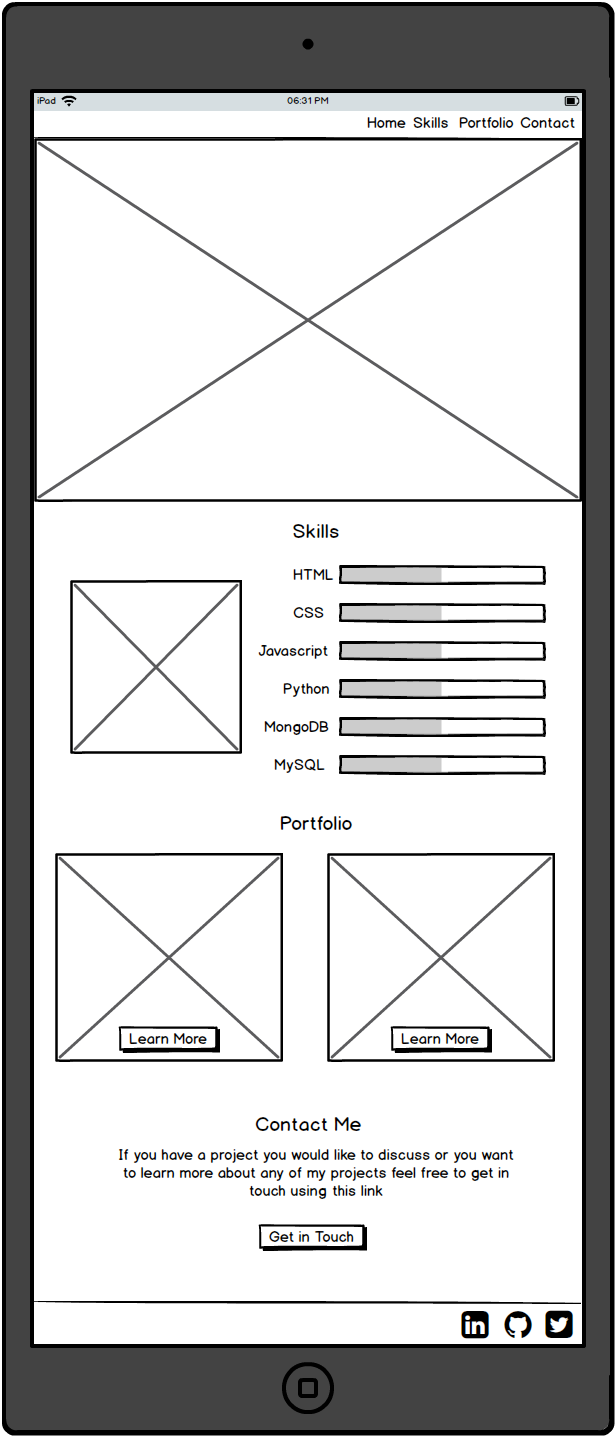 iPad 06:31 PM
Home Skills Portfolio Contact
Skills
HTML
CSS
Javascript
Python
MongoDB
MySQL
Portfolio
Learn More Learn More
Contact Me
If you have a project you would like to discuss or you want
to learn more about any of my projects feel free to get in
touch using this link
Get in Touch
in